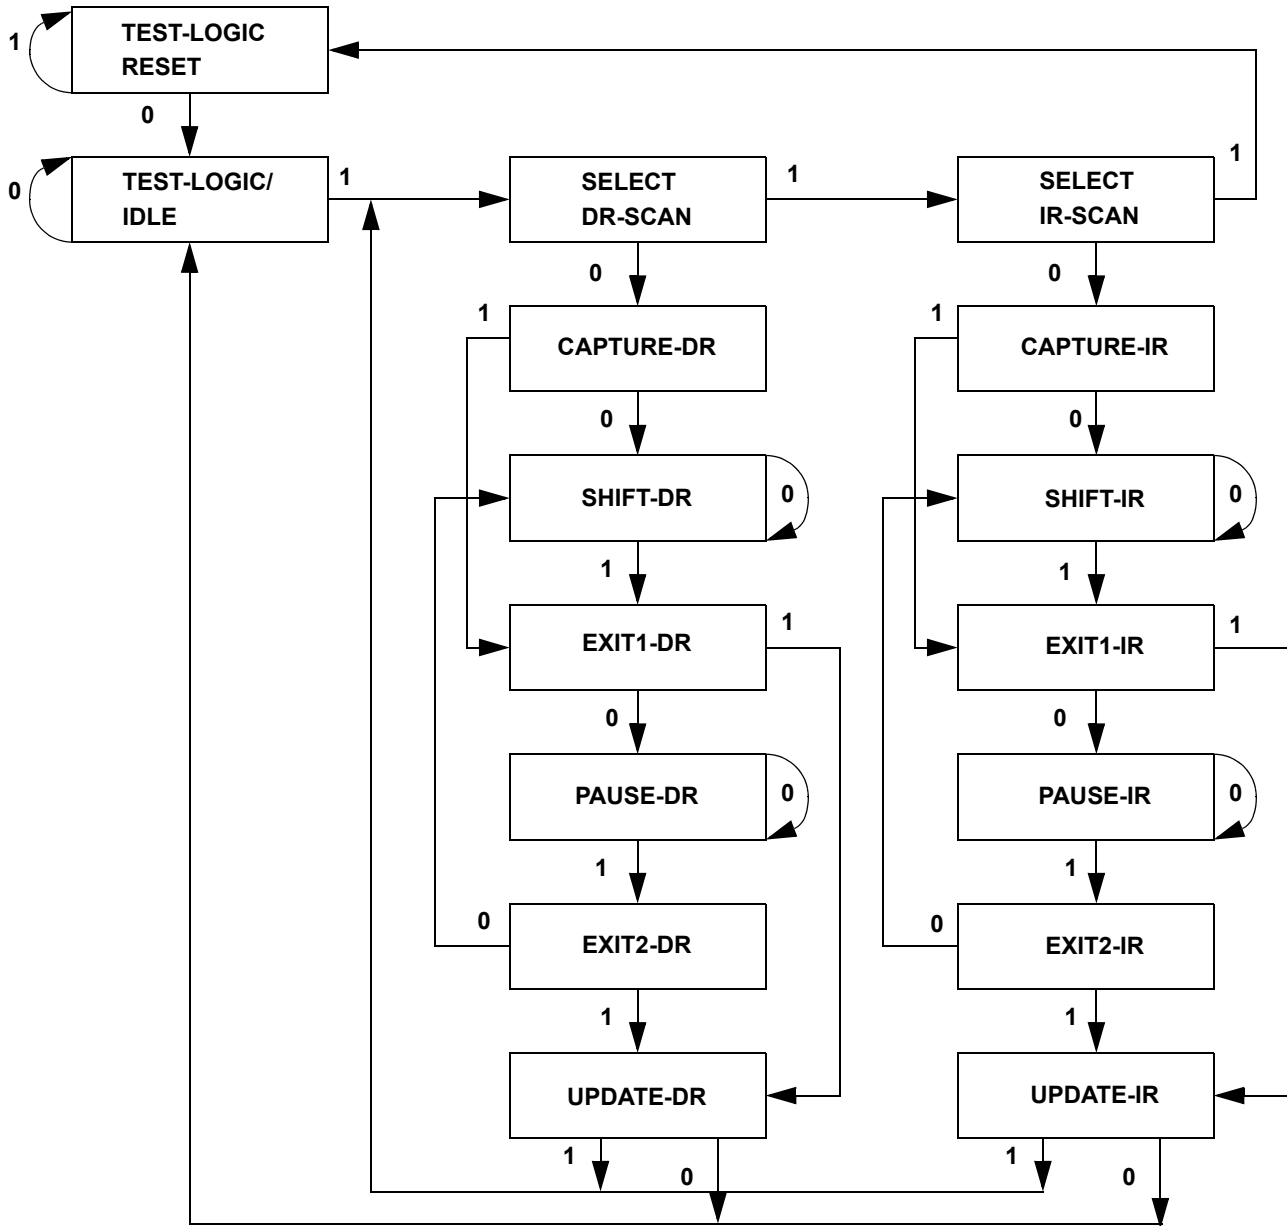 1
TEST-LOGIC
RESET
0
0
TEST-LOGIC/
IDLE
1
SELECT
DR-SCAN
1
SELECT
IR-SCAN
1
0
0
1
CAPTURE-DR
1
CAPTURE-IR
0
0
SHIFT-DR
0
SHIFT-IR
0
1
1
EXIT1-DR
1
EXIT1-IR
1
0
0
PAUSE-DR
0
PAUSE-IR
0
1
1
0
EXIT2-DR
0
EXIT2-IR
1
1
UPDATE-DR
UPDATE-IR
1
0
1
0